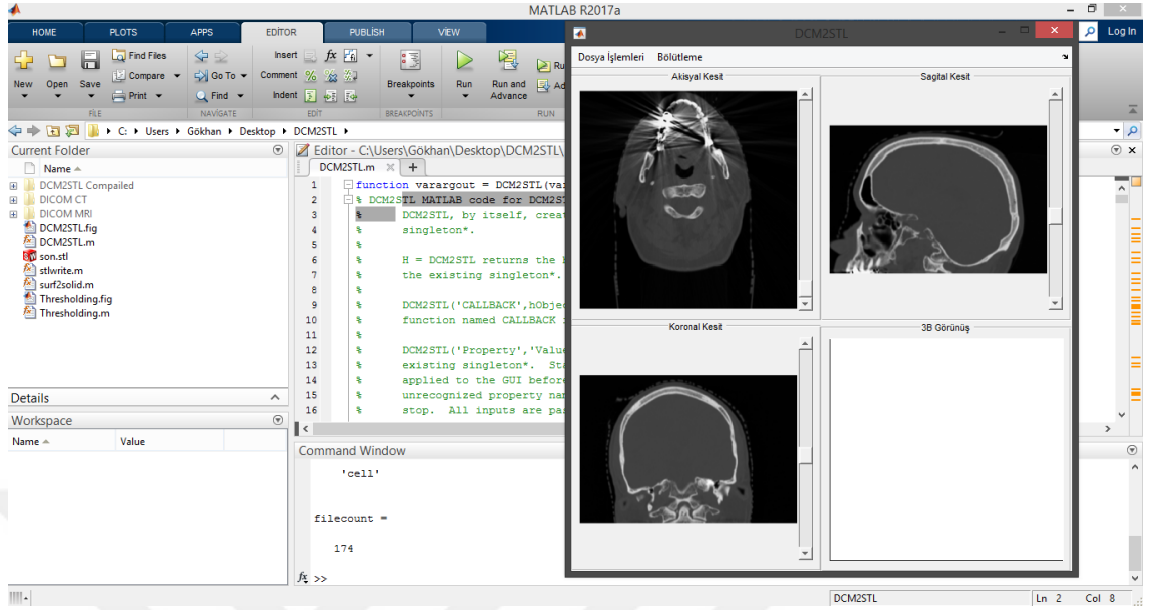 MATLAB R2017a
HOME PLOTS APPS EDITOR PUBLISH VIEW
Log In
New Open Save
Find Files
Compare
Print
Go To
Find
Insert
Comment
Indent
Breakpoints
Run
Run and
Advance
FILE NAVIGATE EDIT BREAKPOINTS RUN
C: Users Gökhan Desktop DCM2STL
Current Folder
Name
DCM2STL Compailed
DICOM CT
DICOM MRI
DCM2STL.fig
DCM2STL.m
son.stl
stlwrite.m
surf2solid.m
Thresholding.fig
Thresholding.m
Details
Workspace
Name Value
Editor - C:\Users\Gökhan\Desktop\DCM2STL\
DCM2STL.m
1 function varargout = DCM2STL(var
2 % DCM2STL MATLAB code for DCM2ST
3 % DCM2STL, by itself, creat
4 % singleton*.
5 %
6 % H = DCM2STL returns the h
7 % the existing singleton*.
8 %
9 % DCM2STL('CALLBACK',hObjec
10 % function named CALLBACK
11 %
12 % DCM2STL('Property','Value
13 % existing singleton*. Sta
14 % applied to the GUI before
15 % unrecognized property nam
16 % stop. All inputs are pas
Command Window
'cell'
filecount =
174
fx >>
DCM2STL
Dosya İşlemleri Bölütleme
Akisyal Kesit
Sagital Kesit
Koronal Kesit
3B Görünüş
DCM2STL
Ln 2 Col 8